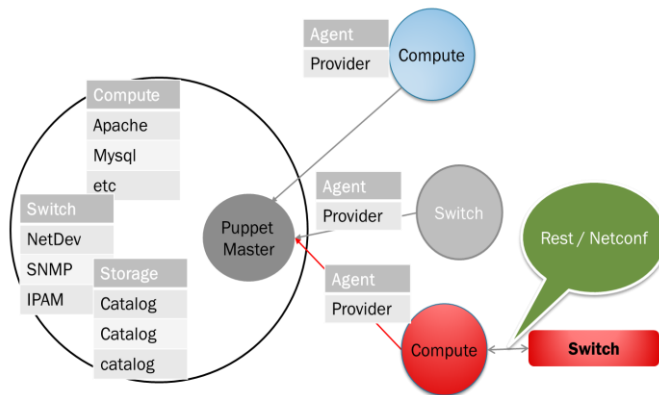 Agent
Provider
Compute
Compute
Apache
Mysql
etc
Switch
NetDev
SNMP
IPAM
Storage
Catalog
Catalog
catalog
Puppet
Master
Agent
Provider
Switch
Agent
Provider
Compute
Rest / Netconf
Switch